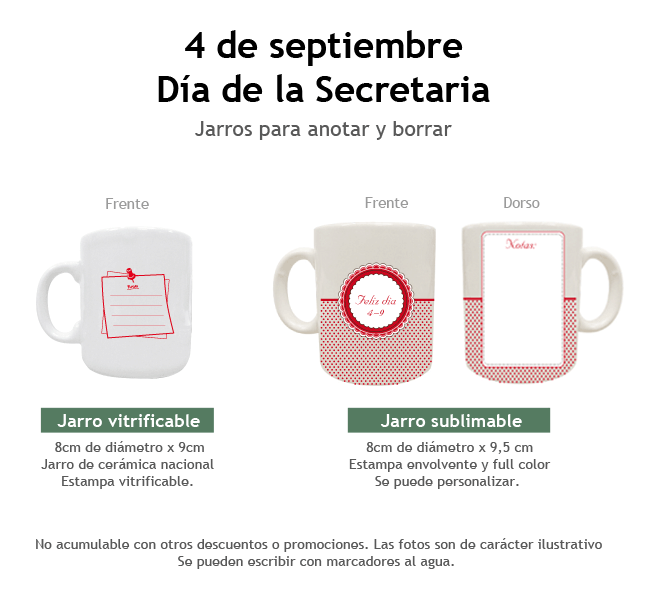 4 de septiembre
Día de la Secretaria
Jarros para anotar y borrar
Frente
Frente
Dorso
Notas:
Feliz día
4-9
Jarro vitrificable
8cm de diámetro x 9cm
Jarro de cerámica nacional
Estampa vitrificable.
Jarro sublimable
8cm de diámetro x 9,5 cm
Estampa envolvente y full color
Se puede personalizar.
No acumulable con otros descuentos o promociones. Las fotos son de carácter ilustrativo
Se pueden escribir con marcadores al agua.